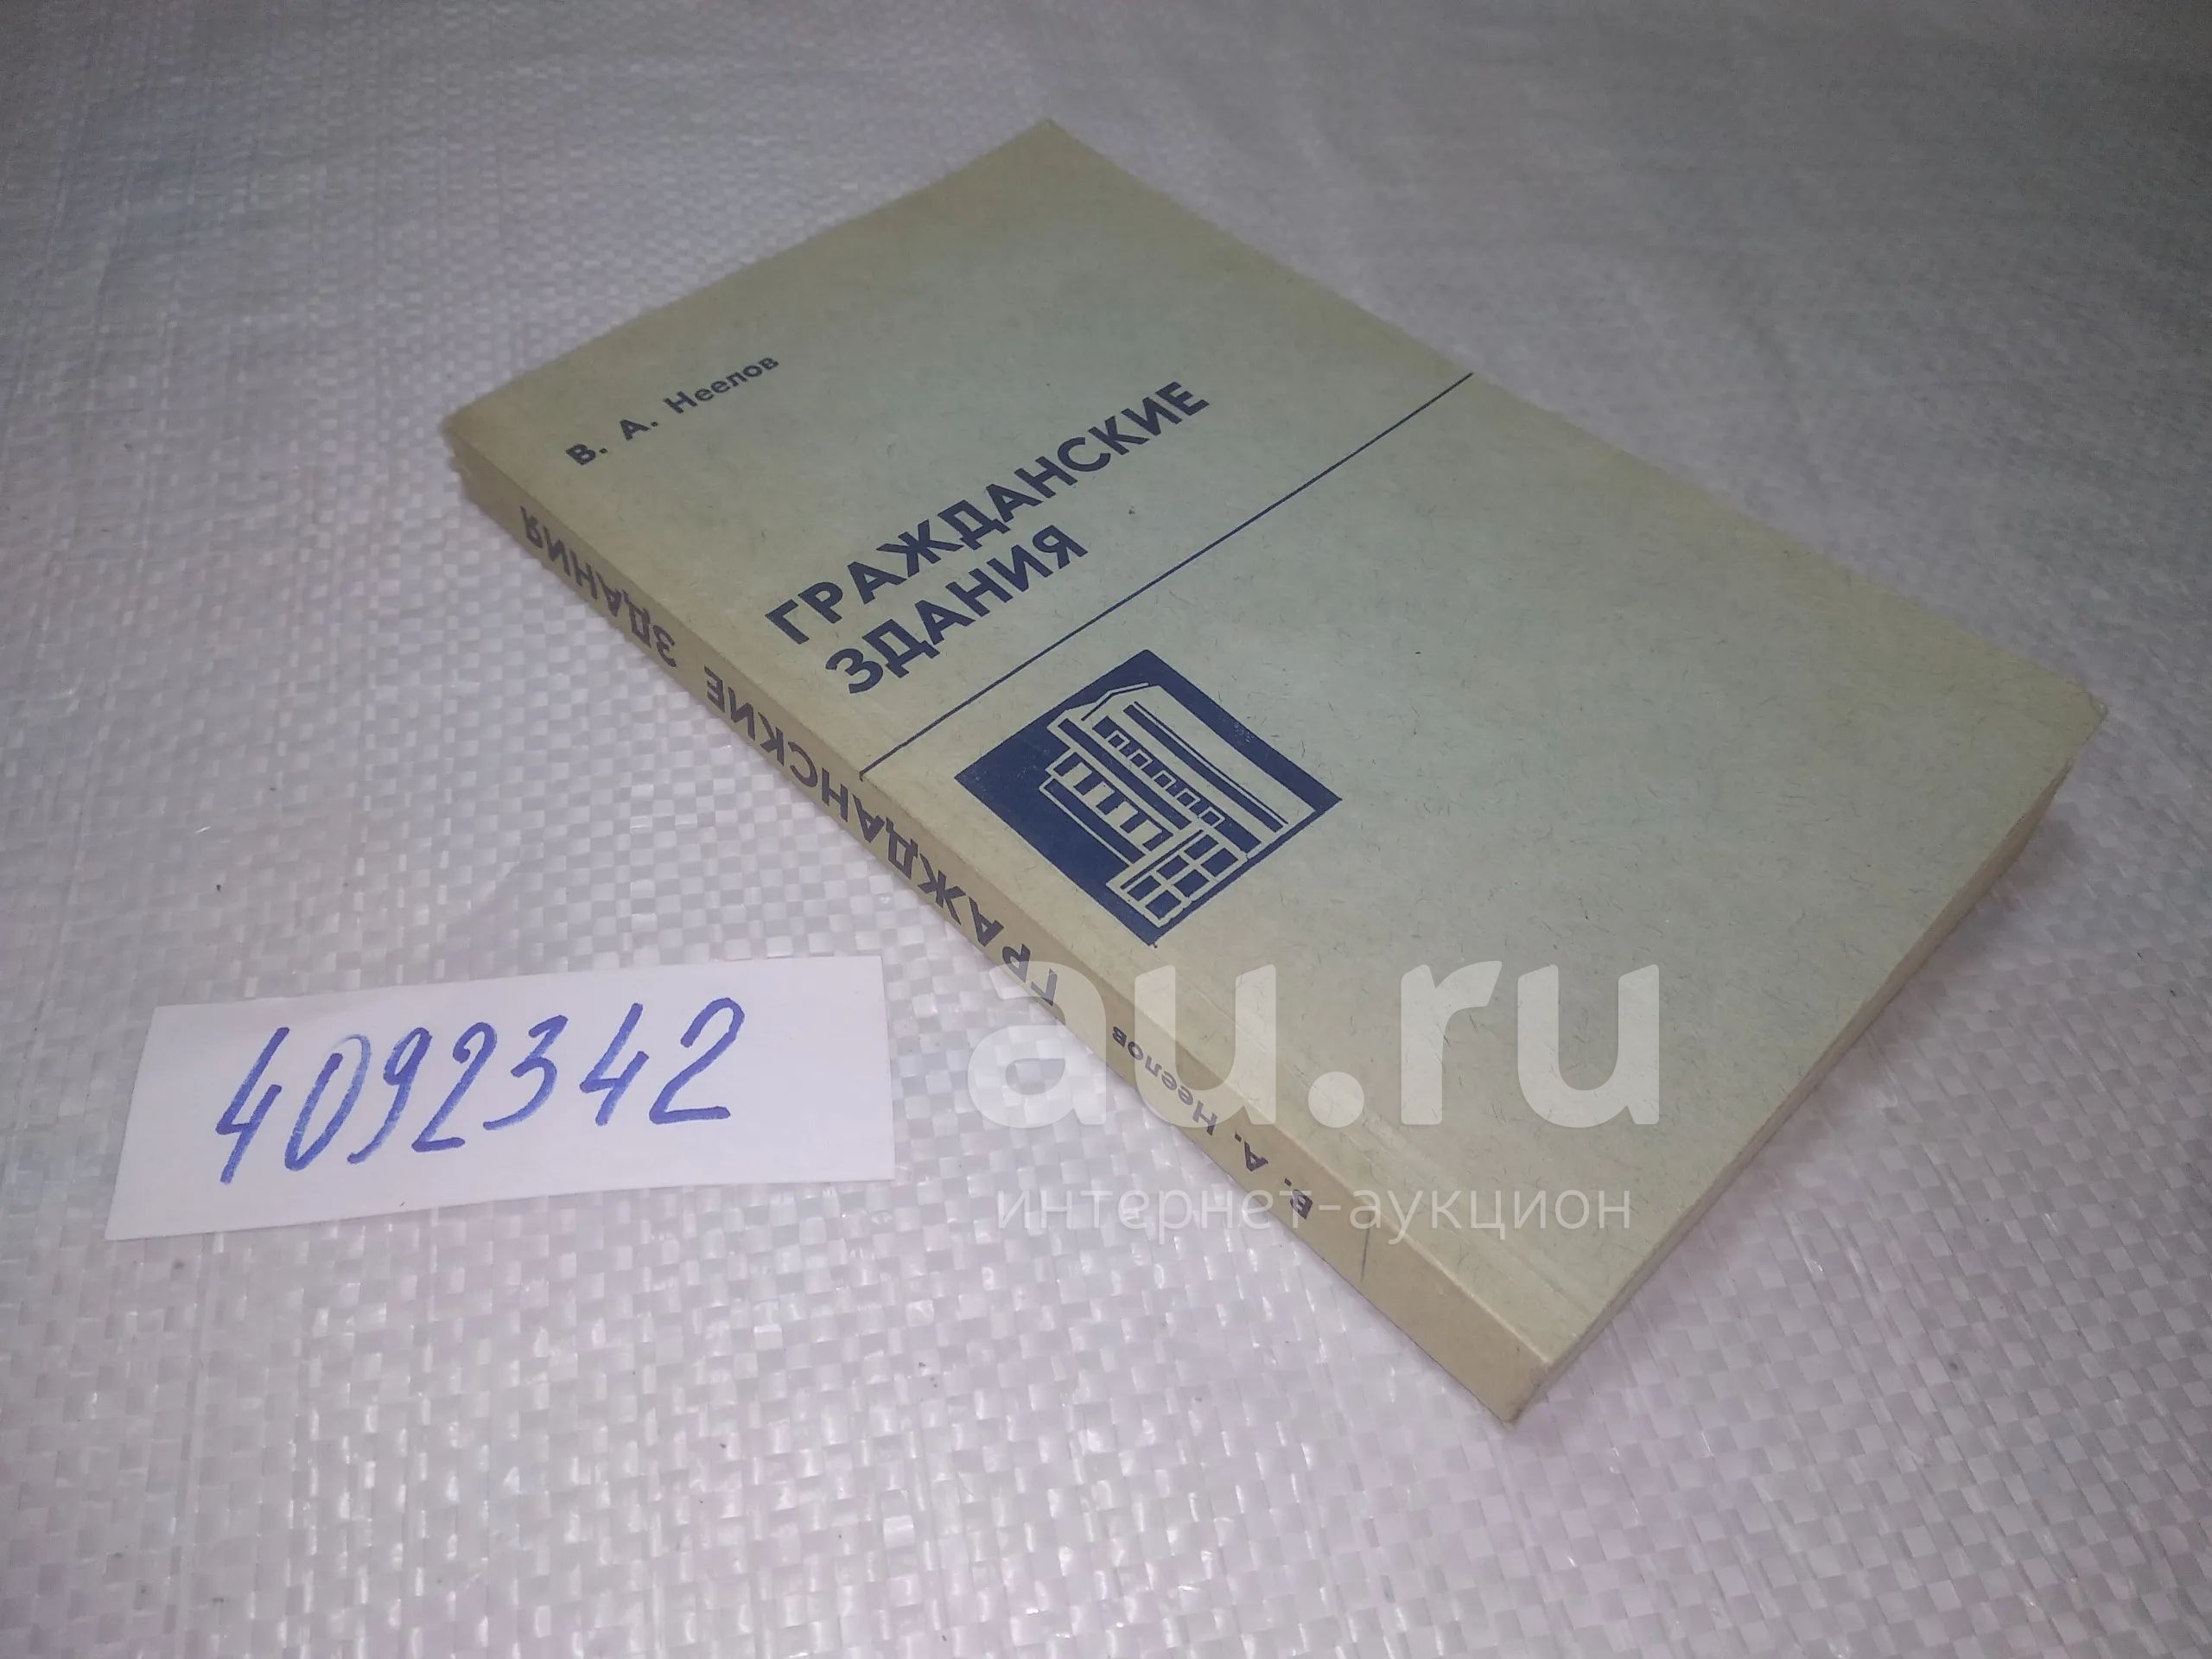 В. А. Неелов
ГРАЖДАНСКИЕ
ЗДАНИЯ
В. А. Неелов ГРАЖДАНСКИЕ ЗДАНИЯ
4092342
au.ru
интернет-аукцион